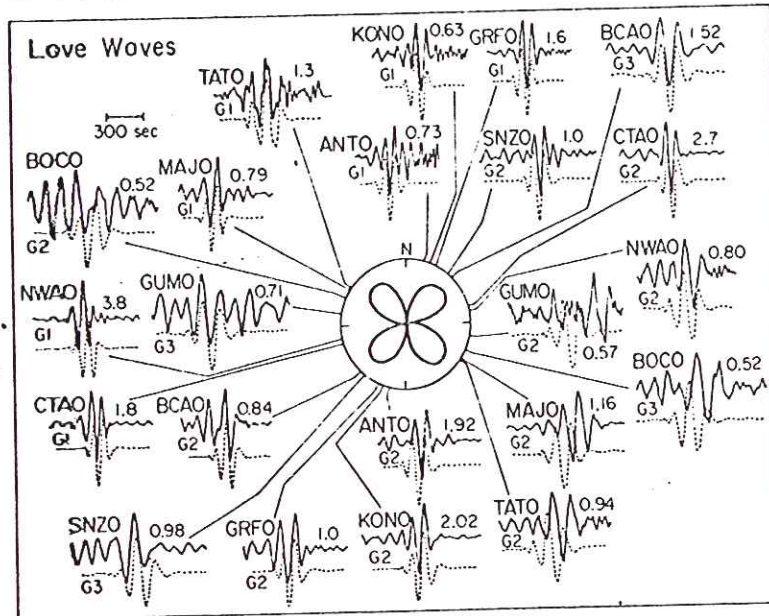 Love Waves
300 sec
TATO 1.3
G1
KONO 0.63
G1
GRFO 1.6
G1
BCAO 1.52
G3
BOCO 0.52
G2
MAJO 0.79
G1
ANTO 0.73
G1
SNZO 1.0
G2
CTAO 2.7
G2
NWAO 3.8
G1
GUMO 0.71
G3
N
GUMO
G2 0.57
NWAO 0.80
G2
BOCO 0.52
G3
CTAO 1.8
G1
BCAO 0.84
G2
ANTO 1.92
G2
MAJO 1.16
G2
SNZO 0.98
G3
GRFO 1.0
G2
KONO 2.02
G2
TATO 0.94
G2